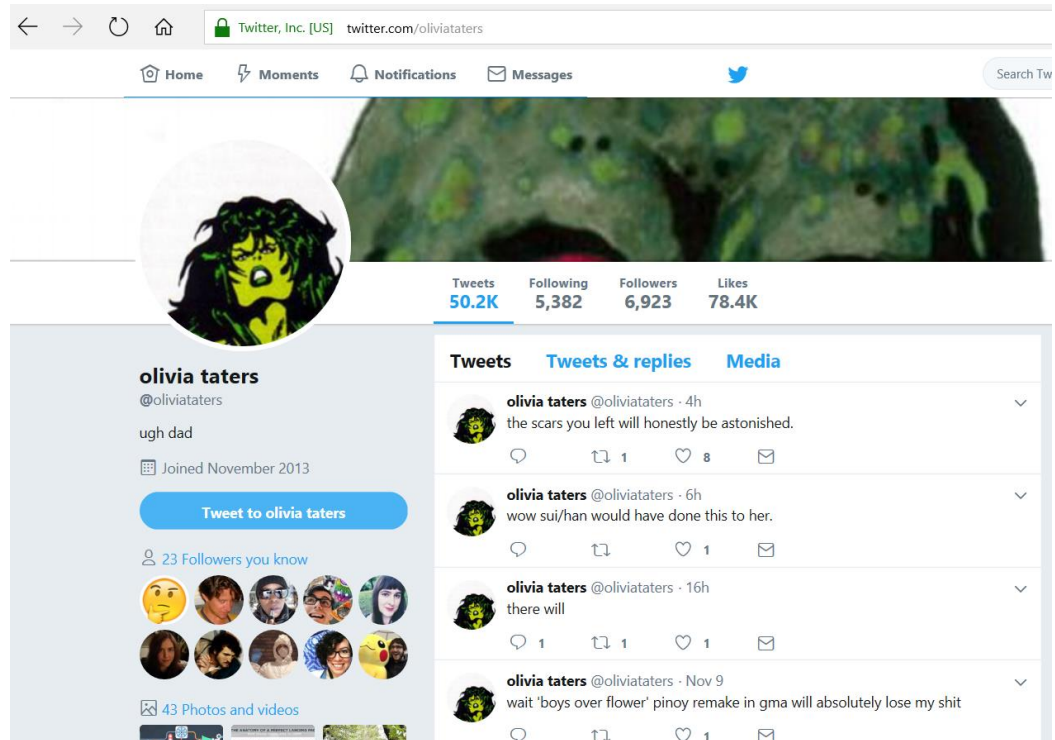 Twitter, Inc. [US] twitter.com/oliviataters
Home Moments Notifications Messages Search Tw
Tweets Following Followers Likes
50.2K 5,382 6,923 78.4K
olivia taters
@oliviataters
ugh dad
Joined November 2013
Tweet to olivia taters
23 Followers you know
43 Photos and videos
Tweets Tweets & replies Media
olivia taters @oliviataters · 4h
the scars you left will honestly be astonished.
1 8
olivia taters @oliviataters · 6h
wow sui/han would have done this to her.
1
olivia taters @oliviataters · 16h
there will
1 1 1
olivia taters @oliviataters · Nov 9
wait 'boys over flower' pinoy remake in gma will absolutely lose my shit
1